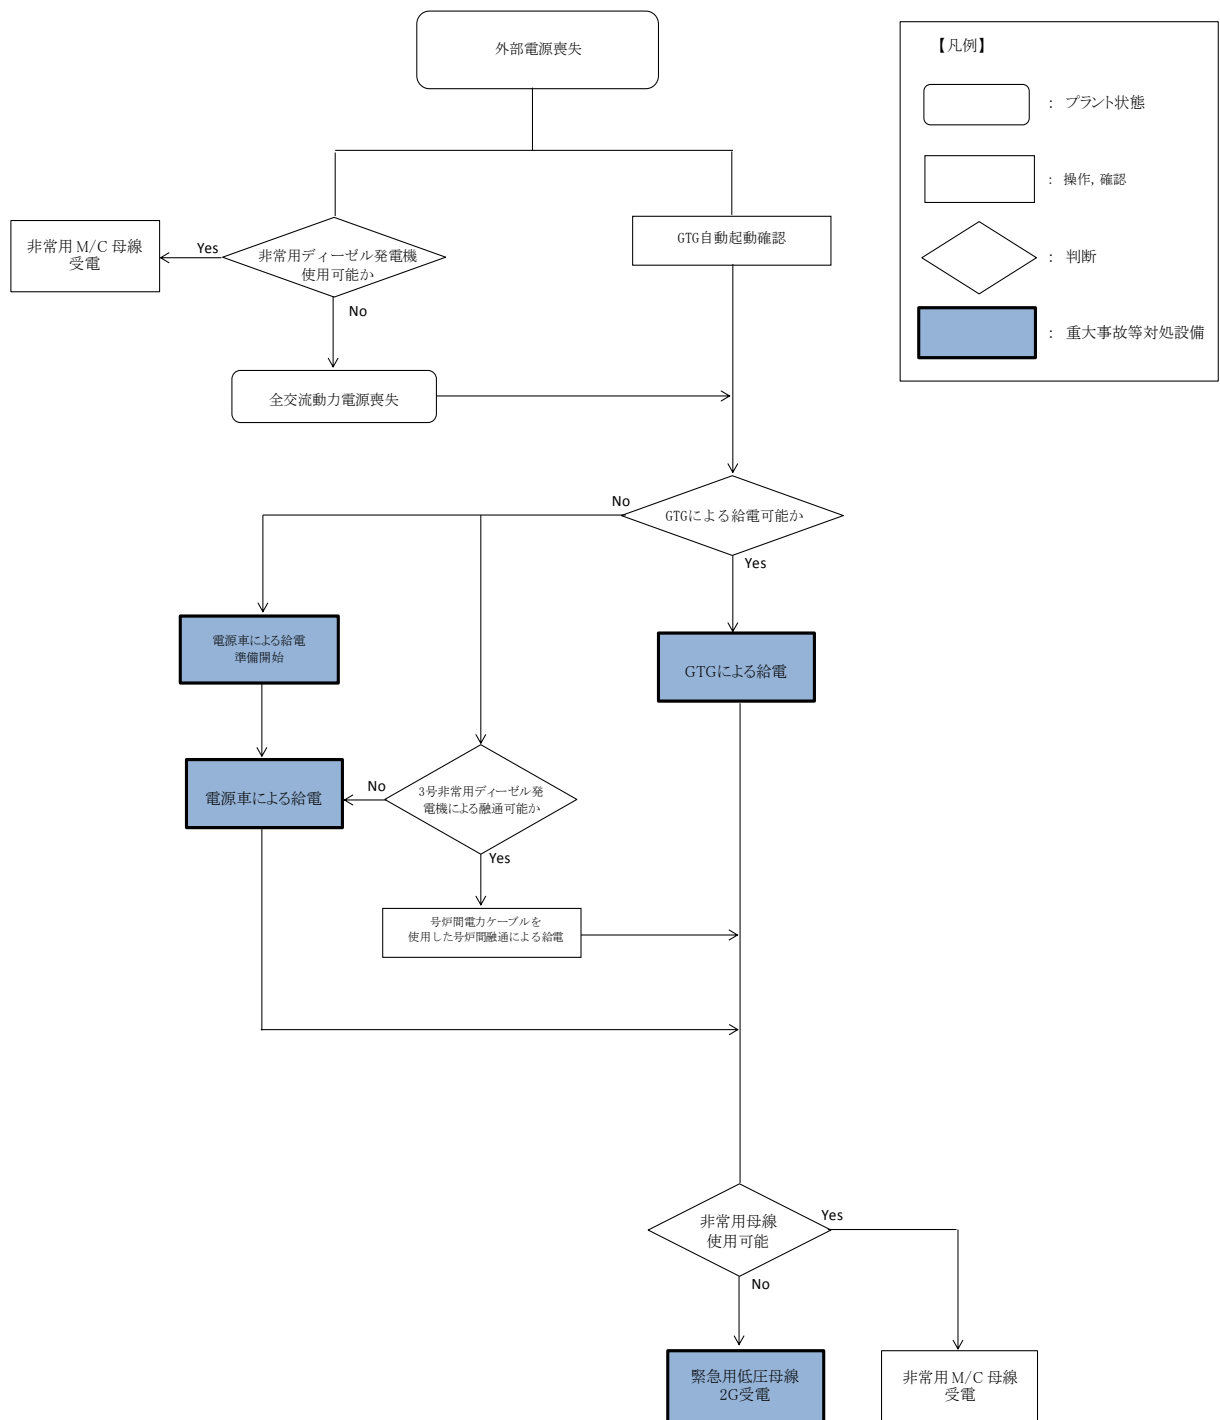 外部電源喪失
【凡例】
: プラント状態
: 操作, 確認
: 判断
: 重大事故等対処設備
非常用 M/C 母線
受電
Yes
非常用ディーゼル発電機
使用可能か
No
GTG自動起動確認
全交流動力電源喪失
No
GTGによる給電可能か
Yes
電源車による給電
準備開始
GTGによる給電
電源車による給電
No
3号非常用ディーゼル発
電機による融通可能か
Yes
号炉間電力ケーブルを
使用した号炉間融通による給電
非常用母線
使用可能
Yes
No
緊急用低圧母線
2G受電
非常用 M/C 母線
受電